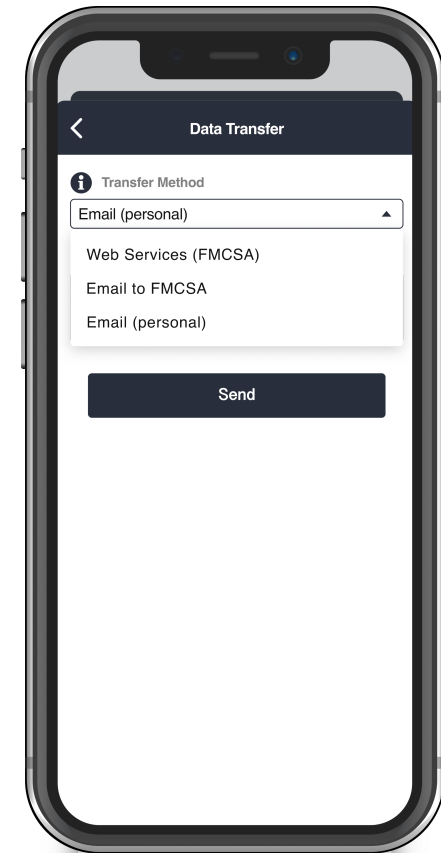 Data Transfer
Transfer Method
Email (personal)
Web Services (FMCSA)
Email to FMCSA
Email (personal)
Send